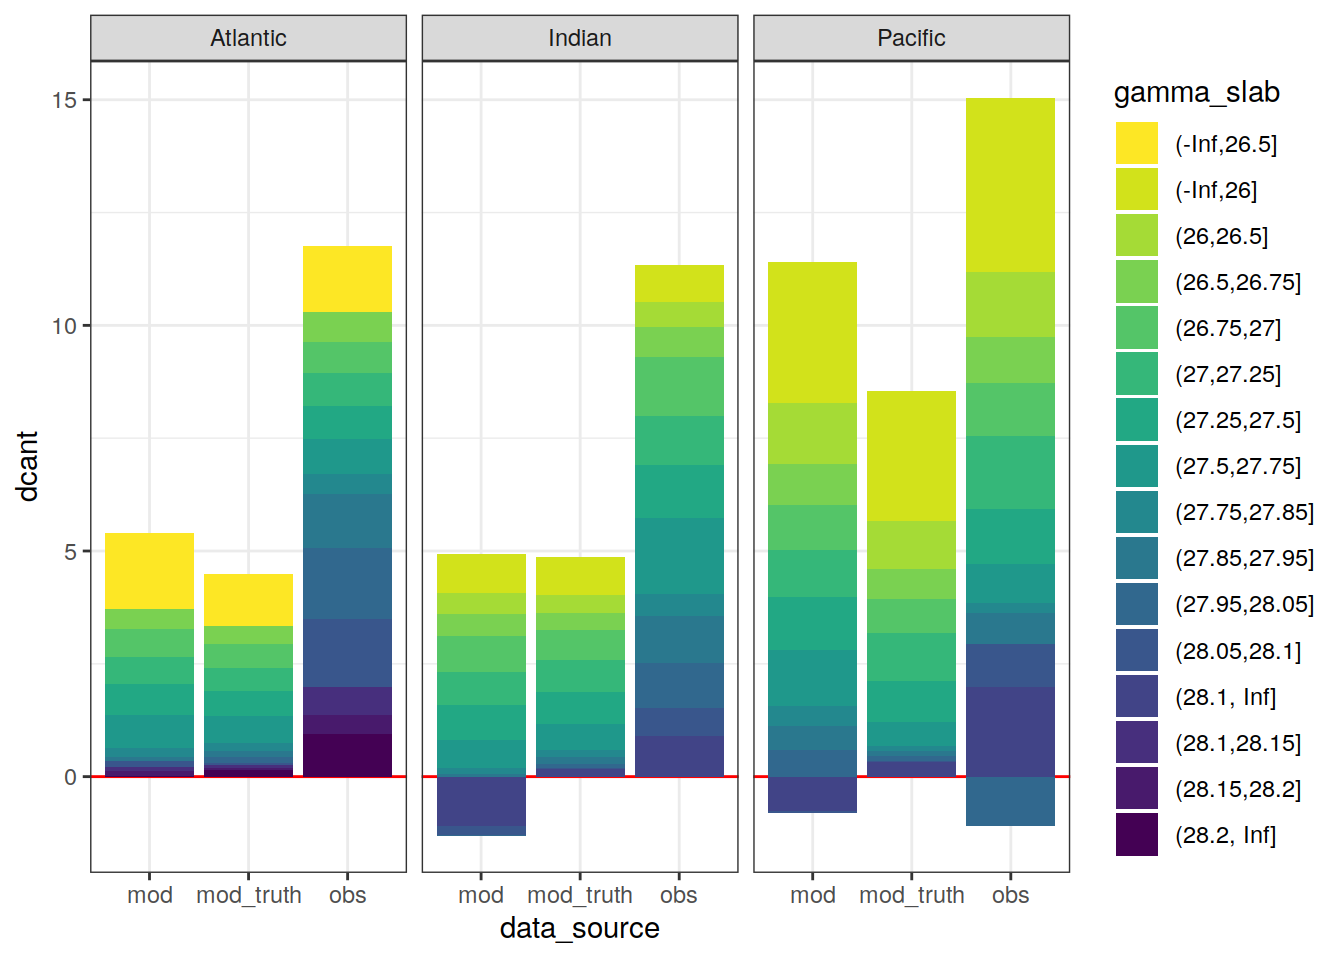 Atlantic Indian Pacific
15
10
5
0
dcant
mod mod_truth obs mod mod_truth obs mod mod_truth obs
data_source
gamma_slab
(-Inf,26.5]
(-Inf,26]
(26,26.5]
(26.5,26.75]
(26.75,27]
(27,27.25]
(27.25,27.5]
(27.5,27.75]
(27.75,27.85]
(27.85,27.95]
(27.95,28.05]
(28.05,28.1]
(28.1, Inf]
(28.1,28.15]
(28.15,28.2]
(28.2, Inf]